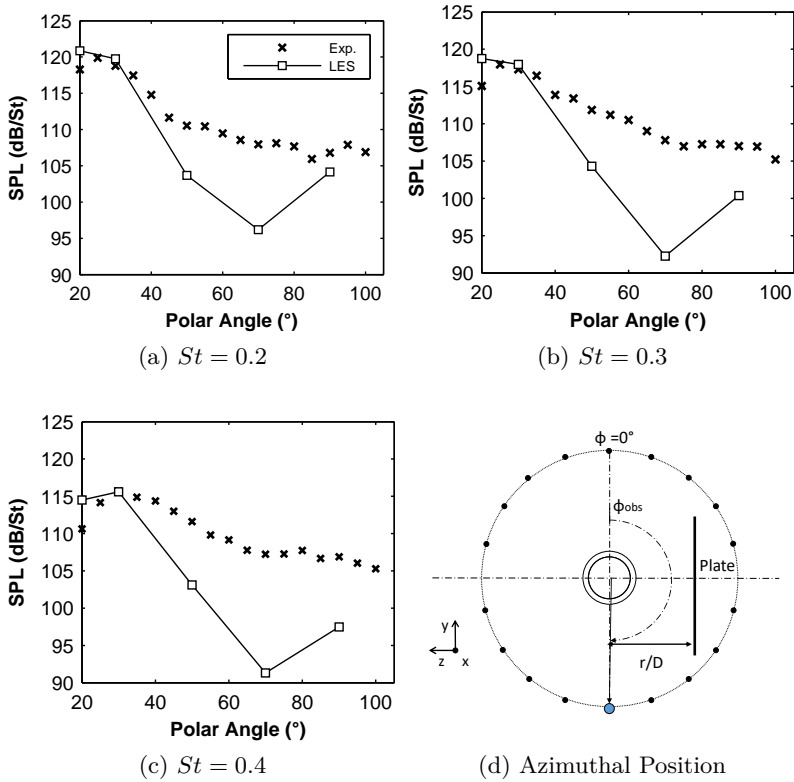 125
120
115
110
105
100
95
90
SPL (dB/St)
Exp.
LES
20 40 60 80 100
Polar Angle (°)
(a) St = 0.2
125
120
115
110
105
100
95
90
SPL (dB/St)
20 40 60 80 100
Polar Angle (°)
(b) St = 0.3
125
120
115
110
105
100
95
90
SPL (dB/St)
20 40 60 80 100
Polar Angle (°)
(c) St = 0.4
ϕ =0°
ϕobs
Plate
y
z x
r/D
(d) Azimuthal Position